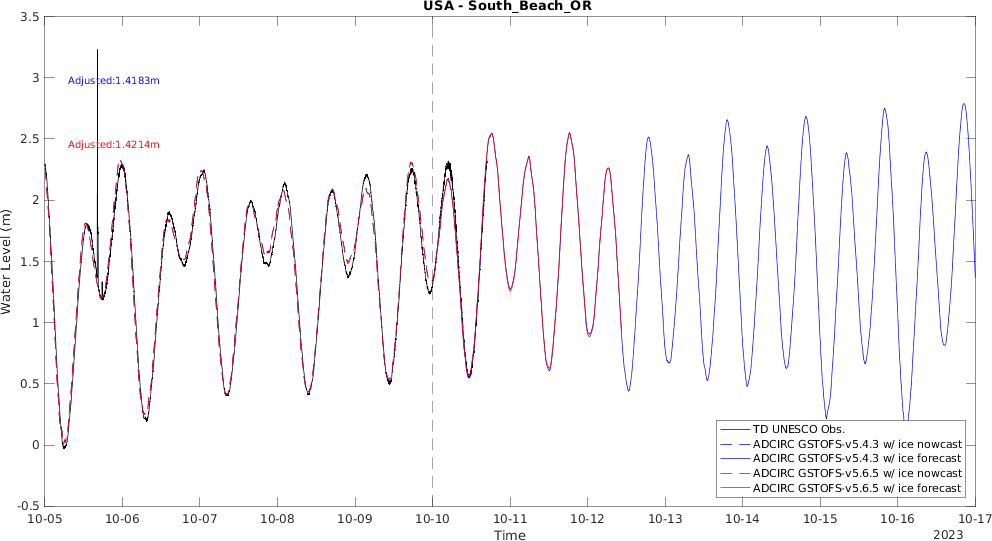 USA - South_Beach_OR
3.5
3
2.5
2
1.5
1
0.5
0
-0.5
Water Level (m)
Adjusted:1.4183m
Adjusted:1.4214m
TD UNESCO Obs.
ADCIRC GSTOFS-v5.4.3 w/ ice nowcast
ADCIRC GSTOFS-v5.4.3 w/ ice forecast
ADCIRC GSTOFS-v5.6.5 w/ ice nowcast
ADCIRC GSTOFS-v5.6.5 w/ ice forecast
10-05 10-06 10-07 10-08 10-09 10-10 10-11 10-12 10-13 10-14 10-15 10-16 10-17
Time
2023